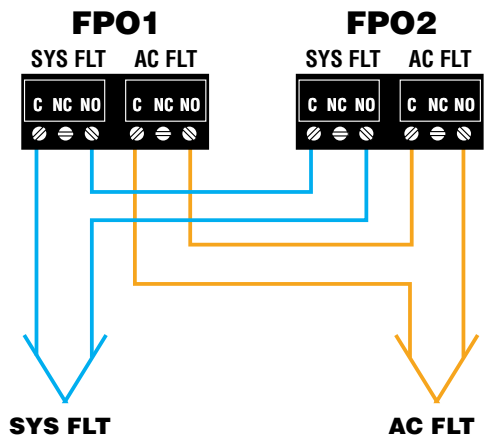 FPO1 FPO2
SYS FLT AC FLT SYS FLT AC FLT
C NC NO C NC NO C NC NO C NC NO
SYS FLT AC FLT